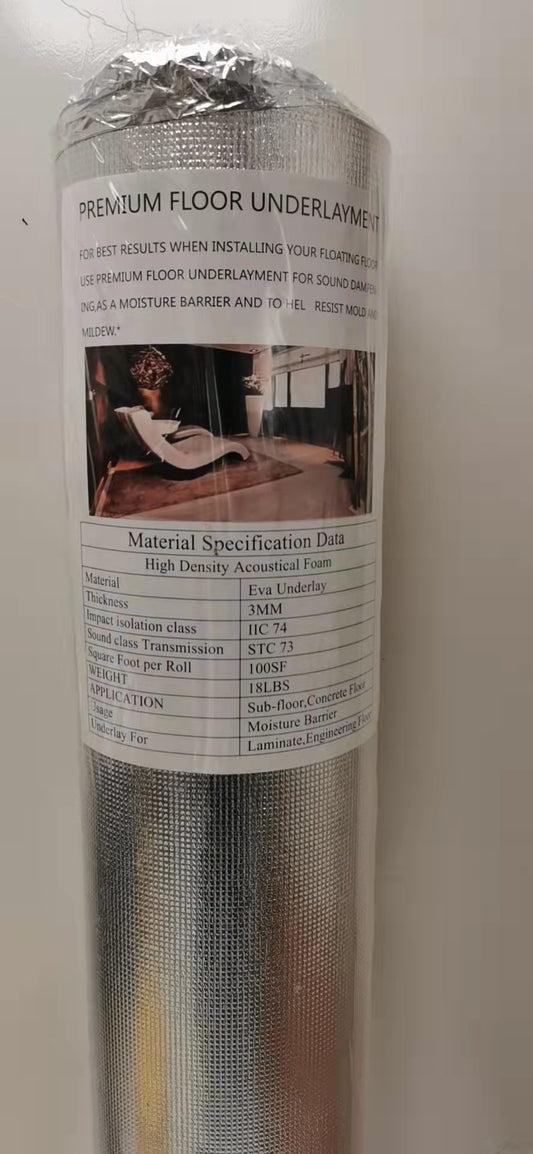 PREMIUM FLOOR UNDERLAYMENT
FOR BEST RESULTS WHEN INSTALLING YOUR FLOATING FLOOR
USE PREMIUM FLOOR UNDERLAYMENT FOR SOUND DAMPEN
ING,AS A MOISTURE BARRIER AND TO HEL RESIST MOLD AND
MILDEW.*
Material Specification Data
High Density Acoustical Foam
Material Eva Underlay
Thickness 3MM
Impact isolation class IIC 74
Sound class Transmission STC 73
Square Foot per Roll 100SF
WEIGHT 18LBS
APPLICATION Sub-floor,Concrete Floor
Usage Moisture Barrier
Underlay For Laminate,Engineering Floor